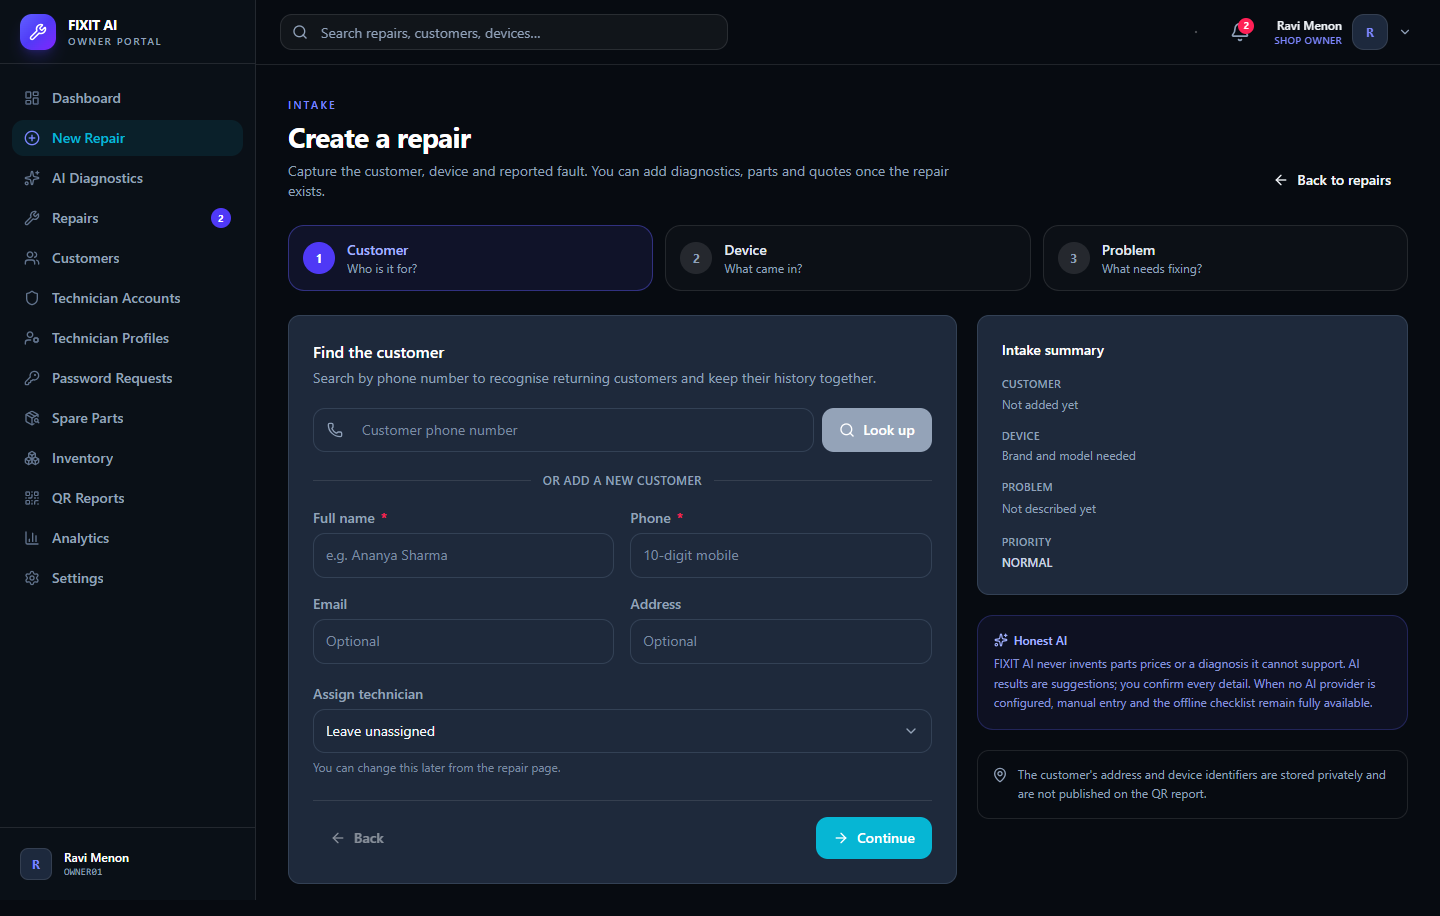 FIXIT AI
OWNER PORTAL
Search repairs, customers, devices...
2
Ravi Menon
SHOP OWNER
R
Dashboard
New Repair
AI Diagnostics
Repairs
2
Customers
Technician Accounts
Technician Profiles
Password Requests
Spare Parts
Inventory
QR Reports
Analytics
Settings
R
Ravi Menon
OWNER01
INTAKE
Create a repair
Capture the customer, device and reported fault. You can add diagnostics, parts and quotes once the repair
exists.
Back to repairs
1
Customer
Who is it for?
2
Device
What came in?
3
Problem
What needs fixing?
Find the customer
Search by phone number to recognise returning customers and keep their history together.
Customer phone number
Look up
OR ADD A NEW CUSTOMER
Full name *
Phone *
e.g. Ananya Sharma
10-digit mobile
Email
Address
Optional
Optional
Assign technician
Leave unassigned
You can change this later from the repair page.
Back
Continue
Intake summary
CUSTOMER
Not added yet
DEVICE
Brand and model needed
PROBLEM
Not described yet
PRIORITY
NORMAL
Honest AI
FIXIT AI never invents parts prices or a diagnosis it cannot support. AI
results are suggestions; you confirm every detail. When no AI provider is
configured, manual entry and the offline checklist remain fully available.
The customer's address and device identifiers are stored privately and
are not published on the QR report.